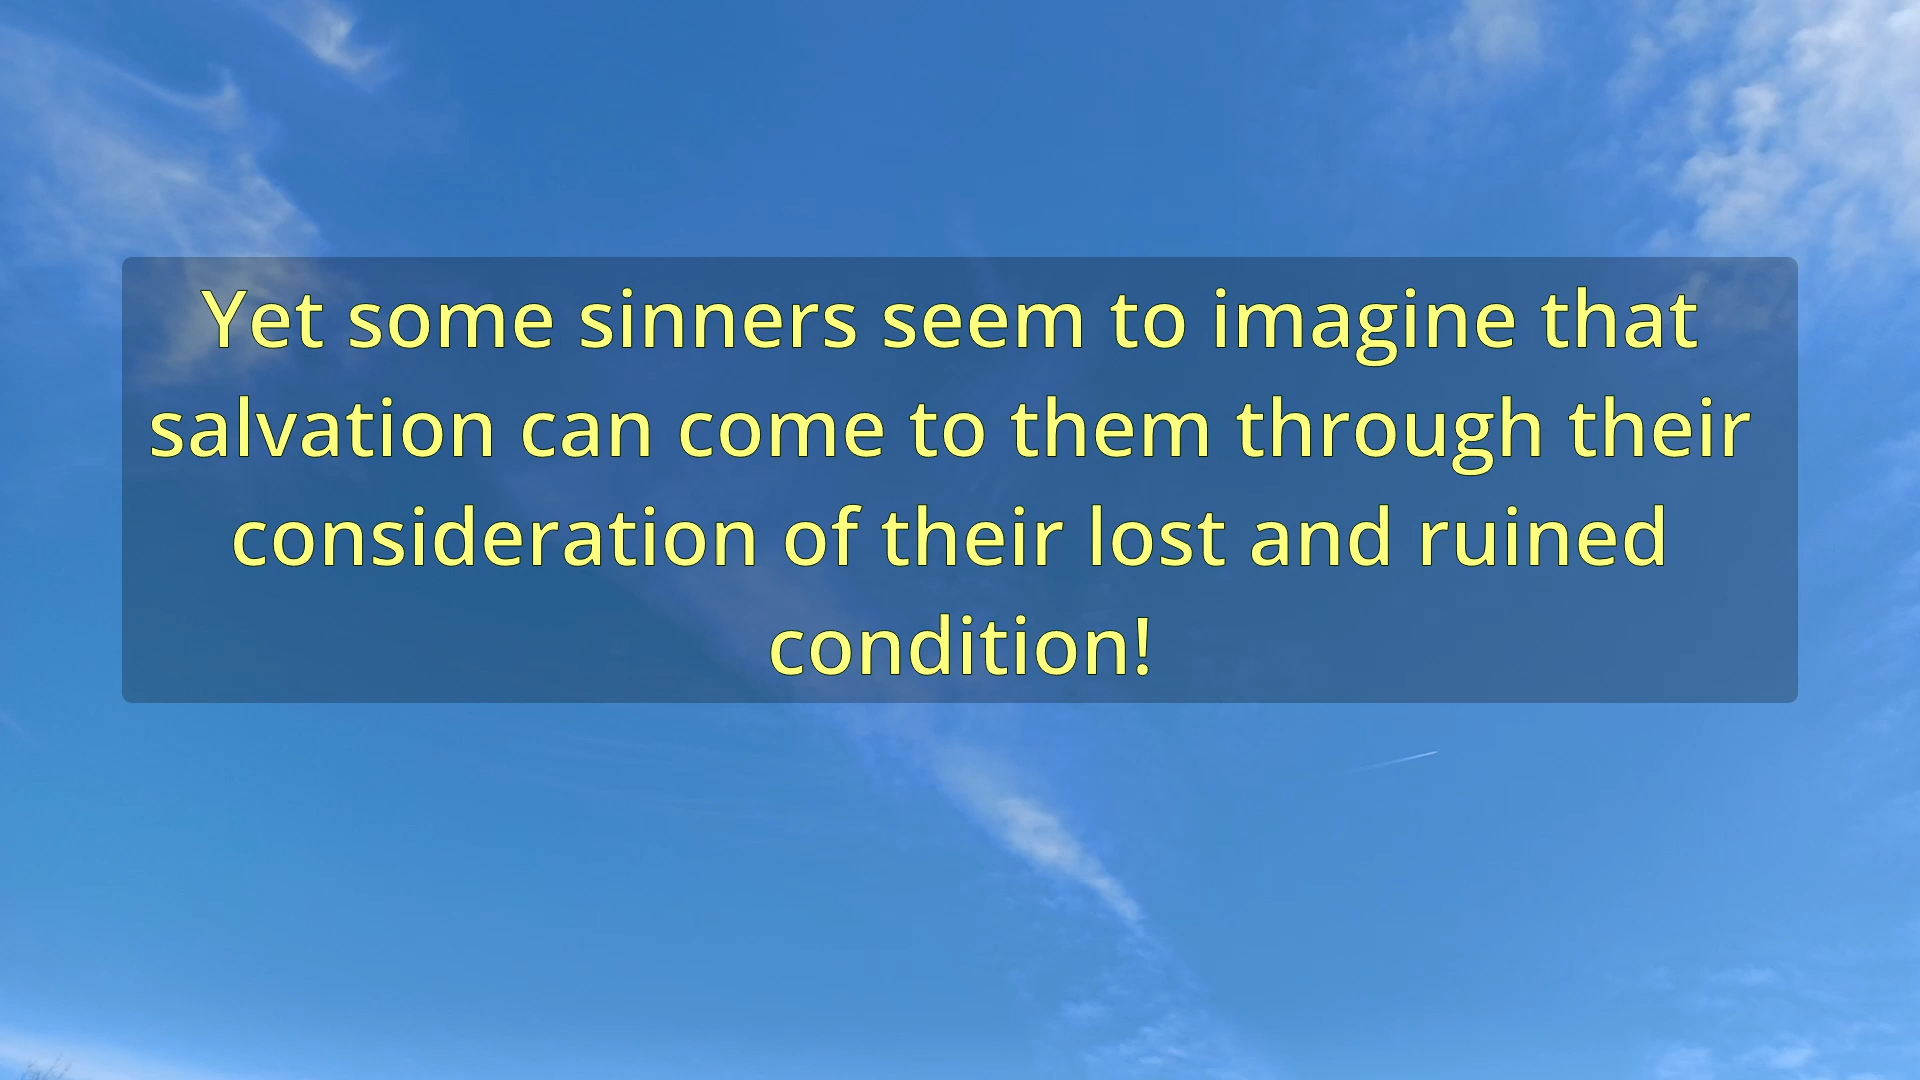 Yet some sinners seem to imagine that
salvation can come to them through their
consideration of their lost and ruined
condition!